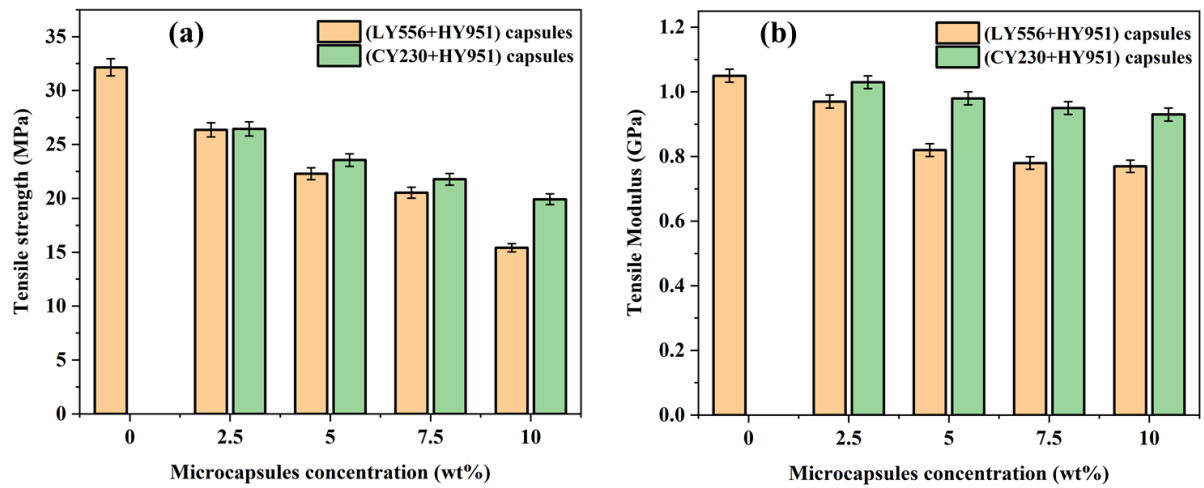 (a)
(LY556+HY951) capsules
(CY230+HY951) capsules
Tensile strength (MPa)
35
30
25
20
15
10
5
0
0 2.5 5 7.5 10
Microcapsules concentration (wt%)
(b)
(LY556+HY951) capsules
(CY230+HY951) capsules
Tensile Modulus (GPa)
1.2
1.0
0.8
0.6
0.4
0.2
0.0
0 2.5 5 7.5 10
Microcapsules concentration (wt%)